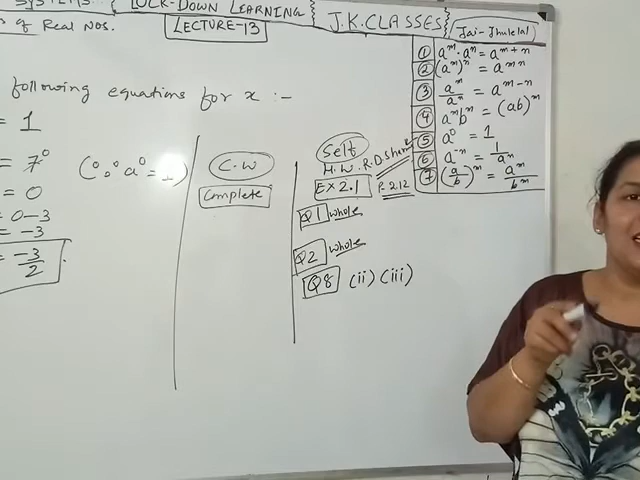 SYSTEMS { LOCK-DOWN LEARNING }
of Real Nos.
LECTURE-13
J.K. CLASSES
Jai-Jhulelal
① aᵐ·aⁿ = aᵐ⁺ⁿ
② (aᵐ)ⁿ = aᵐⁿ
③ aᵐ/aⁿ = aᵐ⁻ⁿ
④ aᵐbᵐ = (ab)ᵐ
⑤ a⁰ = 1
⑥ a⁻ⁿ = 1/aⁿ
⑦ (a/b)ᵐ = aᵐ/bᵐ
following equations for x :-
= 1
= 7⁰ (∵ a⁰ = 1)
= 0
= 0-3
= -3
= -3/2
C.W
Complete
Self
H.W. R.D. Sharma
EX 2.1 P. 2.12
Q1 whole
Q2 whole
Q8 (ii) (iii)